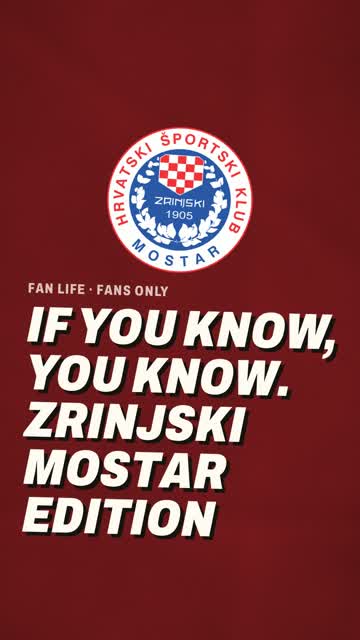 HRVATSKI ŠPORTSKI KLUB
ZRINJSKI
1905
MOSTAR
FAN LIFE · FANS ONLY
IF YOU KNOW,
YOU KNOW.
ZRINJSKI
MOSTAR
EDITION